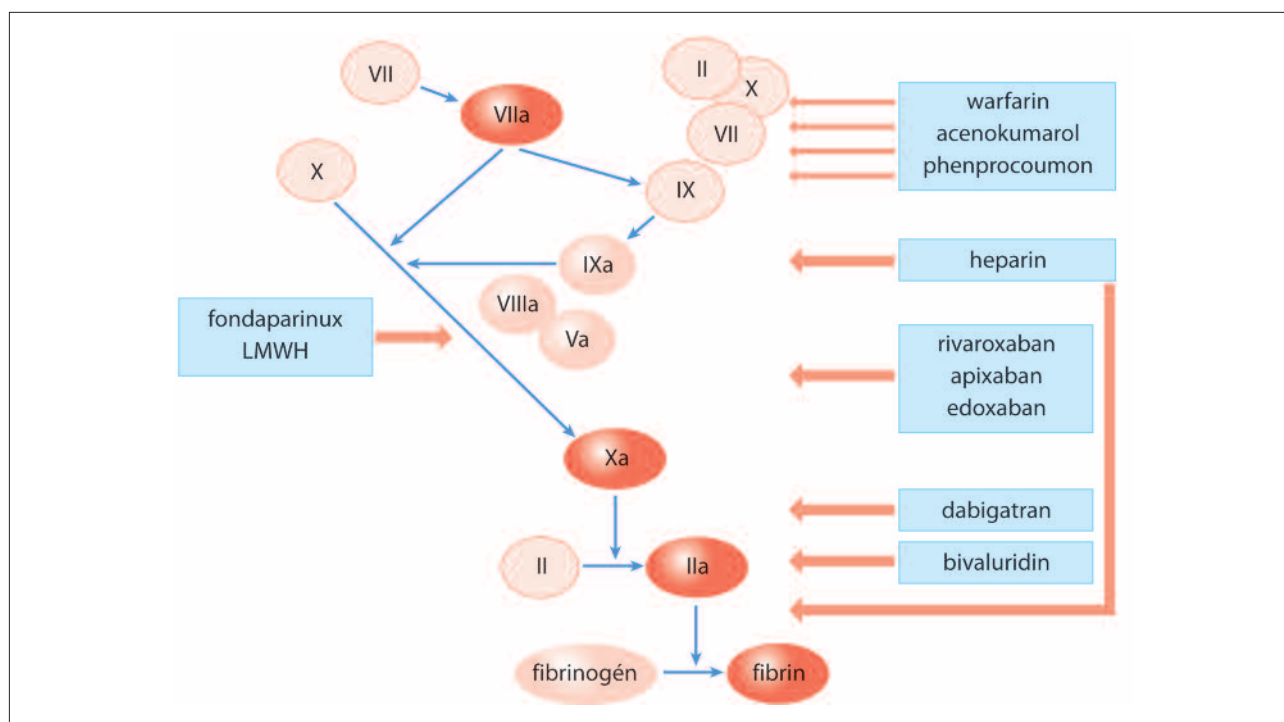 VII
VIIa
X
II
X
VII
IX
IXa
VIIIa
Va
Xa
II
IIa
fibrinogén
fibrin
fondaparinux
LMWH
warfarin
acenokumarol
phenprocoumon
heparin
rivaroxaban
apixaban
edoxaban
dabigatran
bivaluridin